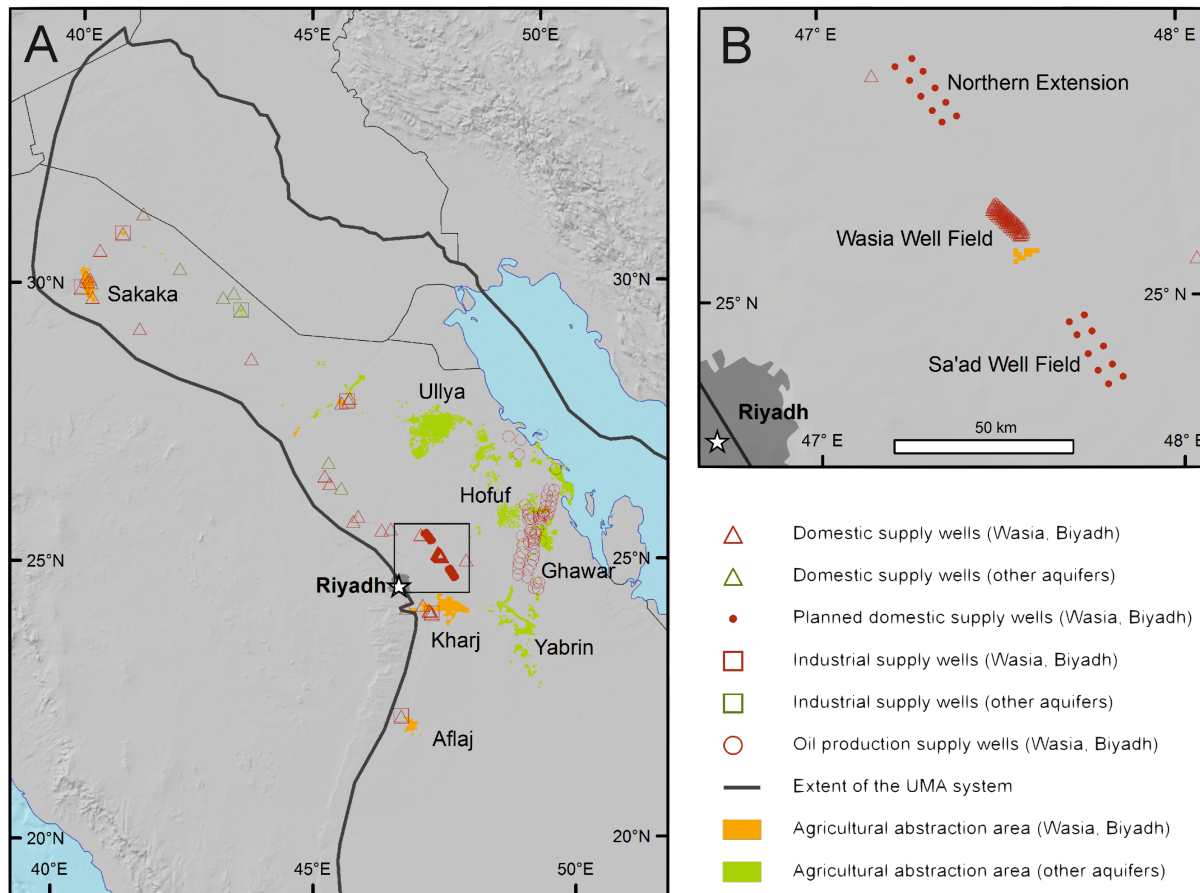 A
40°E
45°E
50°E
30°N
30°N
25°N
25°N
20°N
20°N
40°E
45°E
50°E
Sakaka
Ullya
Hofuf
Ghawar
Riyadh
Kharj
Yabrin
Aflaj
B
47°E
48°E
Northern Extension
Wasia Well Field
25°N
25°N
Sa'ad Well Field
Riyadh
50 km
47°E
48°E
Domestic supply wells (Wasia, Biyadh)
Domestic supply wells (other aquifers)
Planned domestic supply wells (Wasia, Biyadh)
Industrial supply wells (Wasia, Biyadh)
Industrial supply wells (other aquifers)
Oil production supply wells (Wasia, Biyadh)
Extent of the UMA system
Agricultural abstraction area (Wasia, Biyadh)
Agricultural abstraction area (other aquifers)